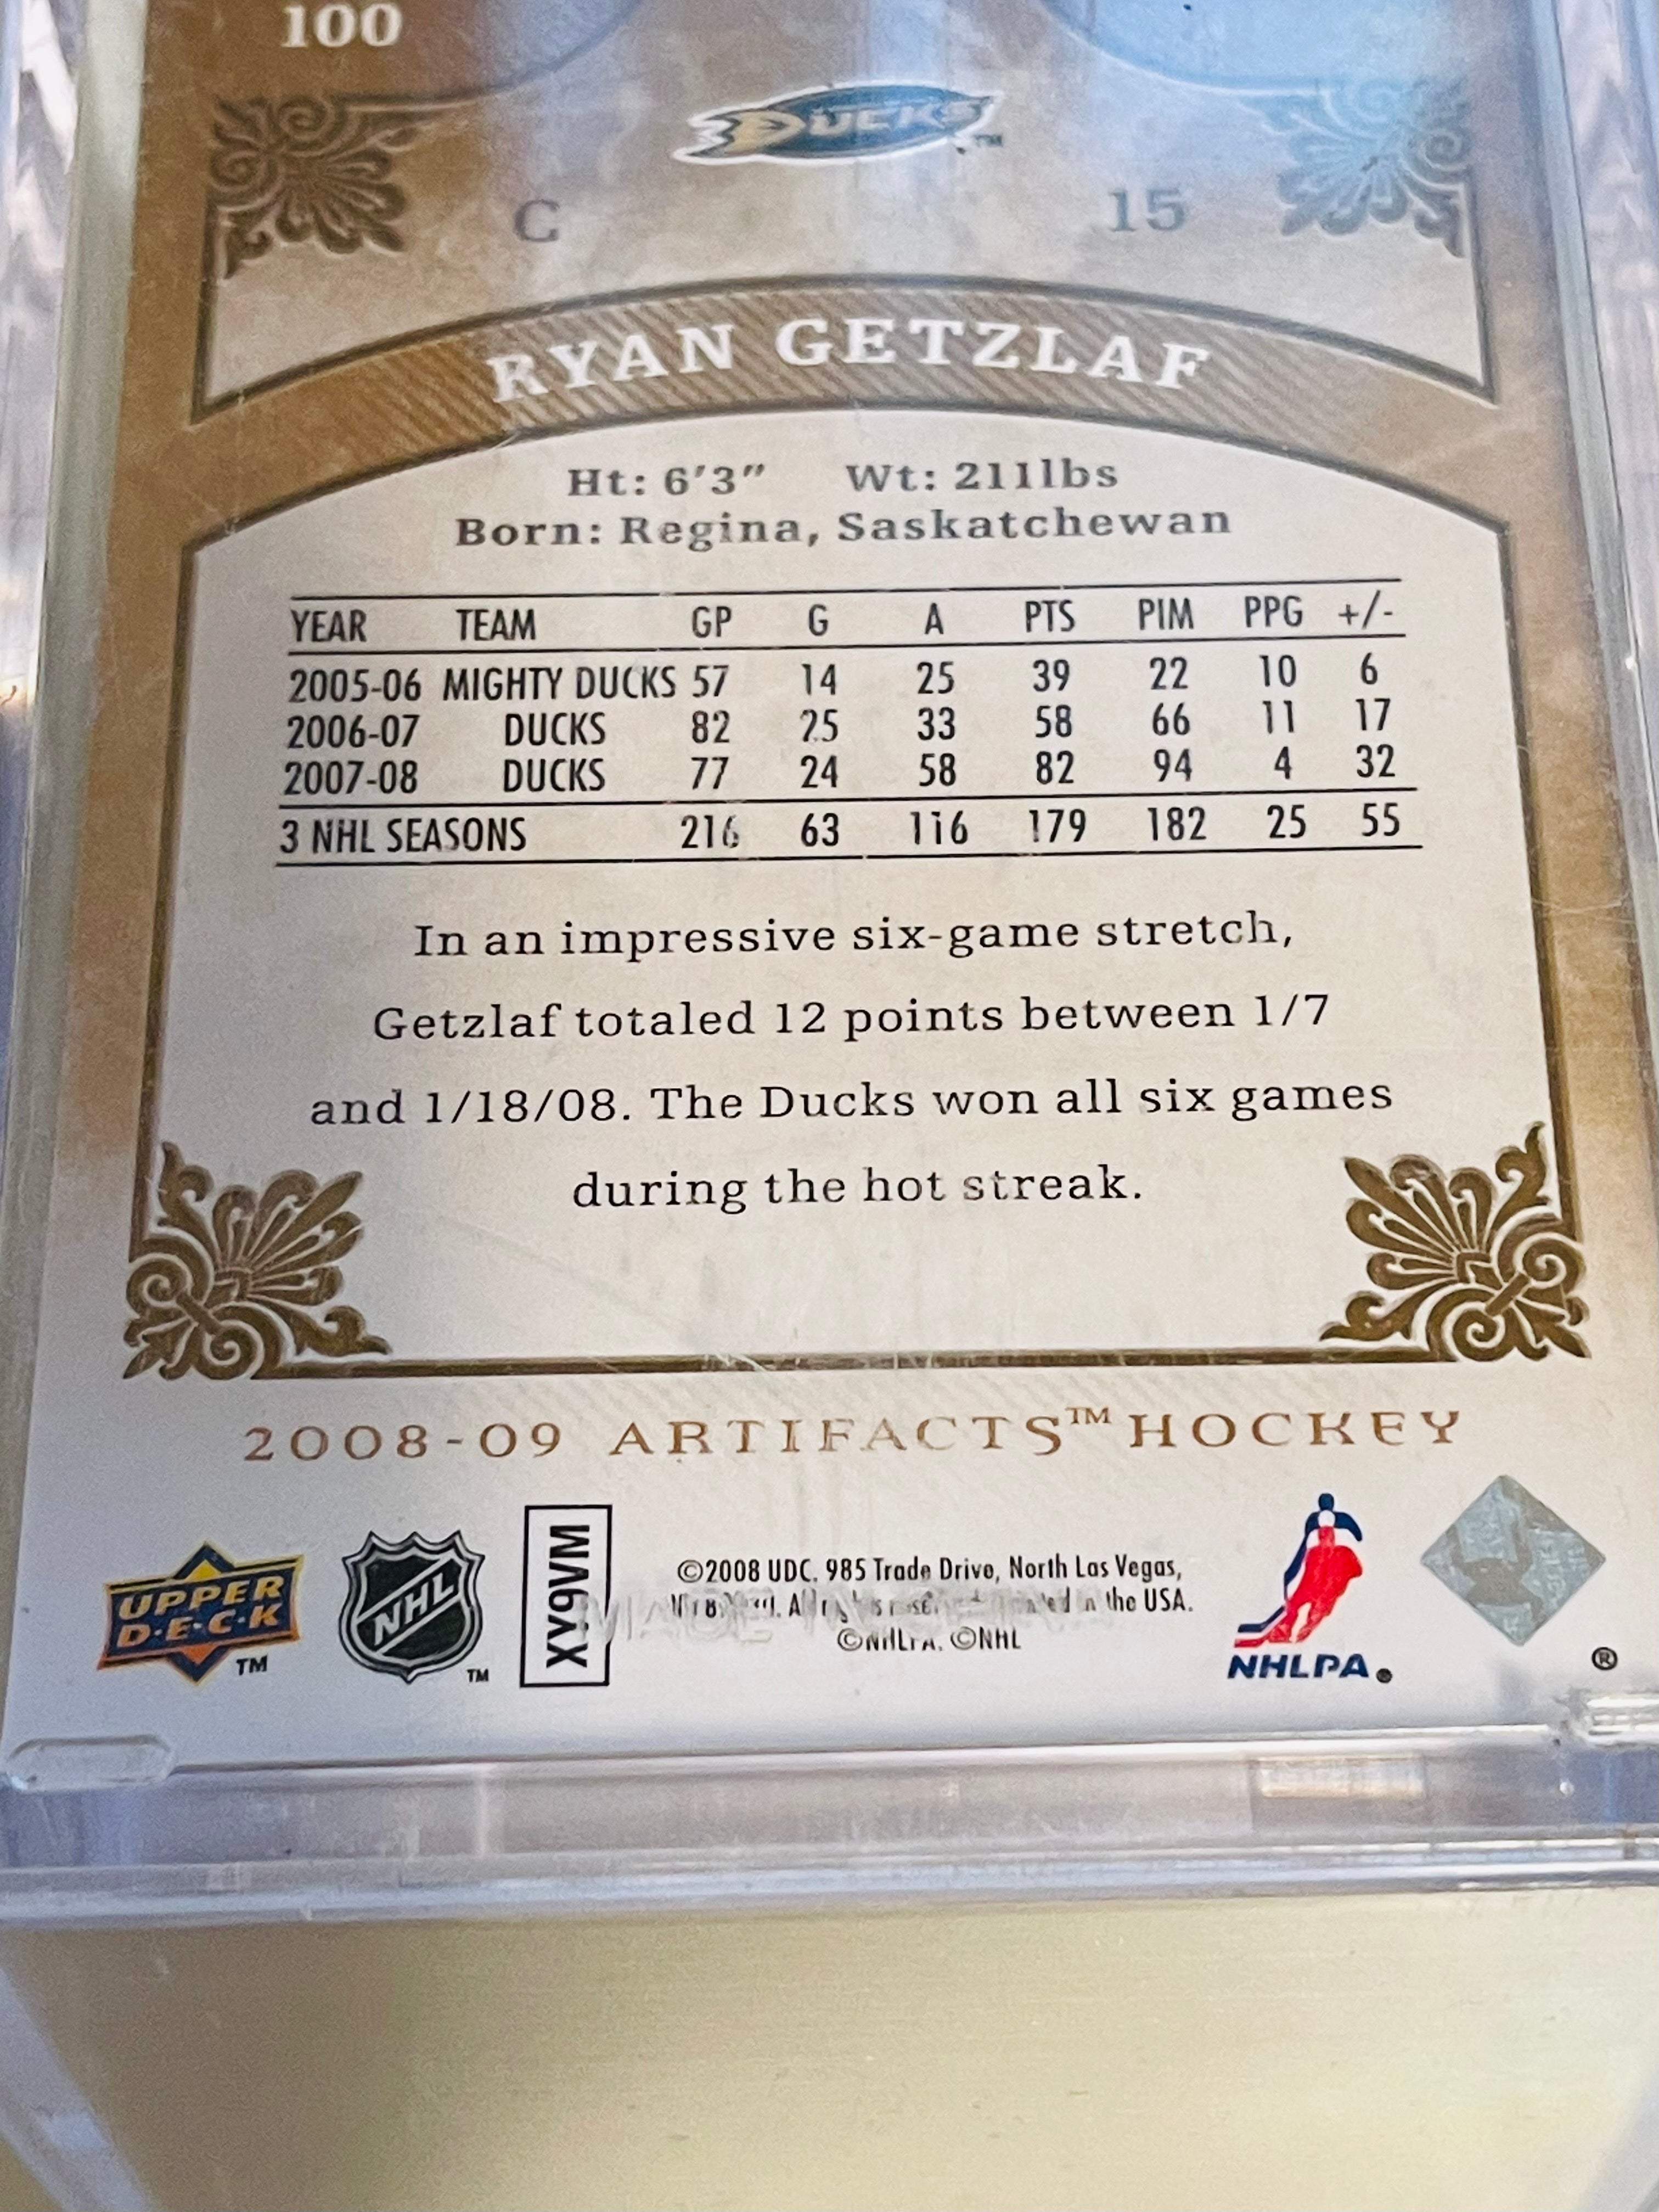 100
DUCKS ™
C 15
RYAN GETZLAF
Ht: 6'3" Wt: 211lbs
Born: Regina, Saskatchewan
YEAR TEAM GP G A PTS PIM PPG +/-
2005-06 MIGHTY DUCKS 57 14 25 39 22 10 6
2006-07 DUCKS 82 25 33 58 66 11 17
2007-08 DUCKS 77 24 58 82 94 4 32
3 NHL SEASONS 216 63 116 179 182 25 55
In an impressive six-game stretch,
Getzlaf totaled 12 points between 1/7
and 1/18/08. The Ducks won all six games
during the hot streak.
2008-09 ARTIFACTS™ HOCKEY
UPPER
D·E·C·K ™
NHL ™
XY9VM
©2008 UDC. 985 Trade Drive, North Las Vegas,
in the USA.
©NHLPA. ©NHL
NHLPA
®